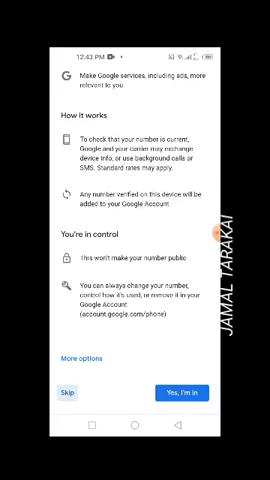 12:43 PM
G Make Google services, including ads, more
relevant to you
How it works
To check that your number is current,
Google and your carrier may exchange
device info, or use background calls or
SMS. Standard rates may apply.
Any number verified on this device will be
added to your Google Account
You're in control
This won't make your number public
You can always change your number,
control how it's used, or remove it in your
Google Account
(account.google.com/phone)
More options
Skip
Yes, I'm in
JAMAL TARAKAI